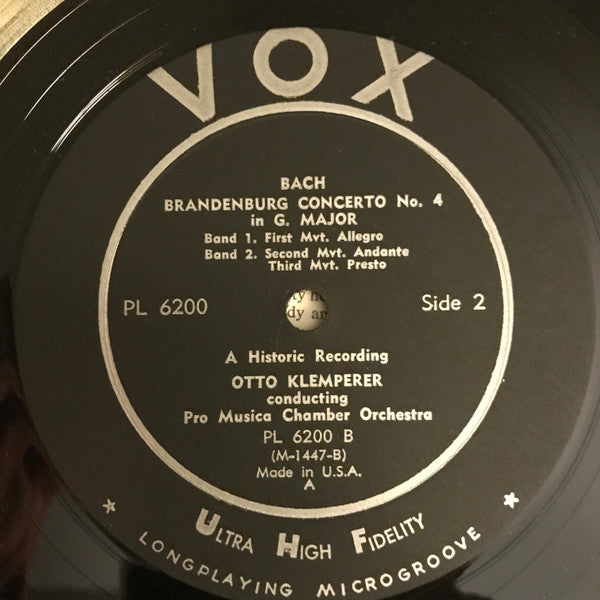 VOX
BACH
BRANDENBURG CONCERTO No. 4
in G. MAJOR
Band 1. First Mvt. Allegro
Band 2. Second Mvt. Andante
Third Mvt. Presto
PL 6200
Side 2
A Historic Recording
OTTO KLEMPERER
conducting
Pro Musica Chamber Orchestra
PL 6200 B
(M-1447-B)
Made in U.S.A.
A
ULTRA HIGH FIDELITY
★ LONGPLAYING MICROGROOVE ★